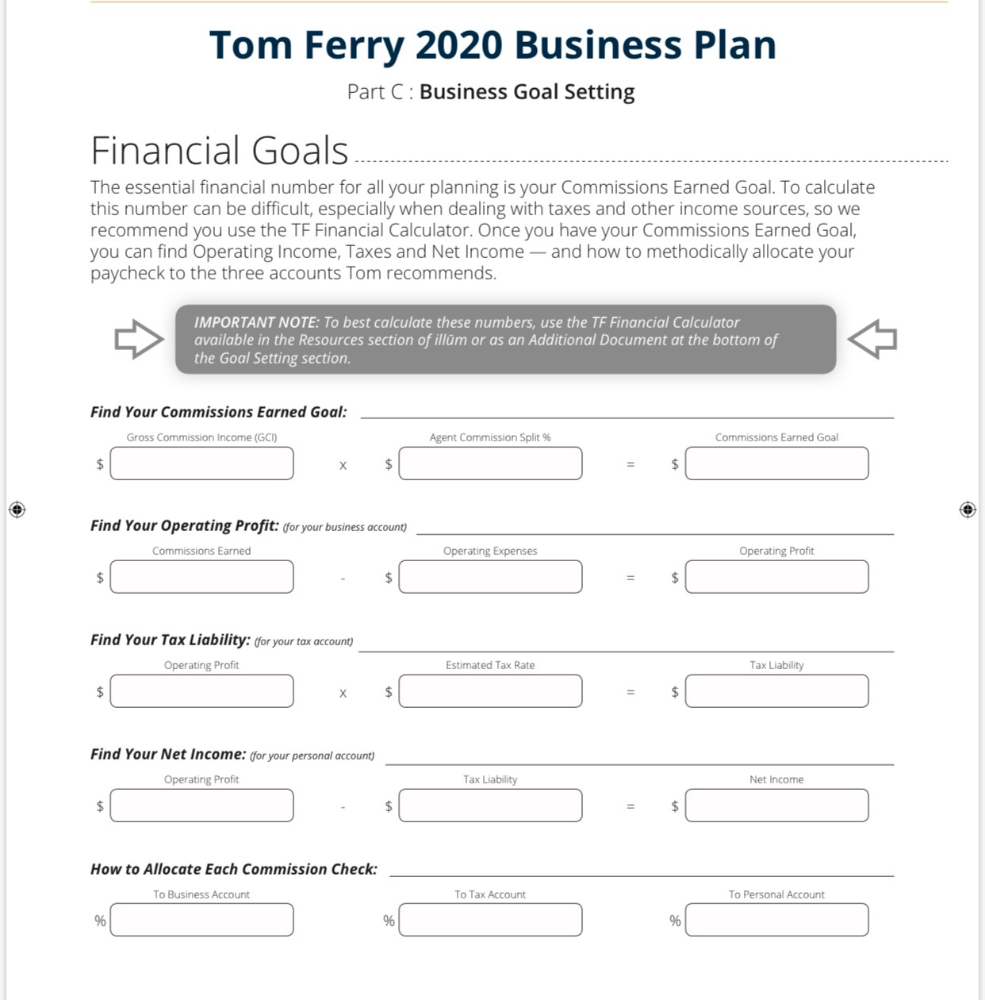 Tom Ferry 2020 Business Plan
Part C : Business Goal Setting
Financial Goals
The essential financial number for all your planning is your Commissions Earned Goal. To calculate
this number can be difficult, especially when dealing with taxes and other income sources, so we
recommend you use the TF Financial Calculator. Once you have your Commissions Earned Goal,
you can find Operating Income, Taxes and Net Income — and how to methodically allocate your
paycheck to the three accounts Tom recommends.
IMPORTANT NOTE: To best calculate these numbers, use the TF Financial Calculator
available in the Resources section of illūm or as an Additional Document at the bottom of
the Goal Setting section.
Find Your Commissions Earned Goal:
Gross Commission Income (GCI) Agent Commission Split % Commissions Earned Goal
$ x $ = $
Find Your Operating Profit: (for your business account)
Commissions Earned Operating Expenses Operating Profit
$ - $ = $
Find Your Tax Liability: (for your tax account)
Operating Profit Estimated Tax Rate Tax Liability
$ x $ = $
Find Your Net Income: (for your personal account)
Operating Profit Tax Liability Net Income
$ - $ = $
How to Allocate Each Commission Check:
To Business Account To Tax Account To Personal Account
% % %